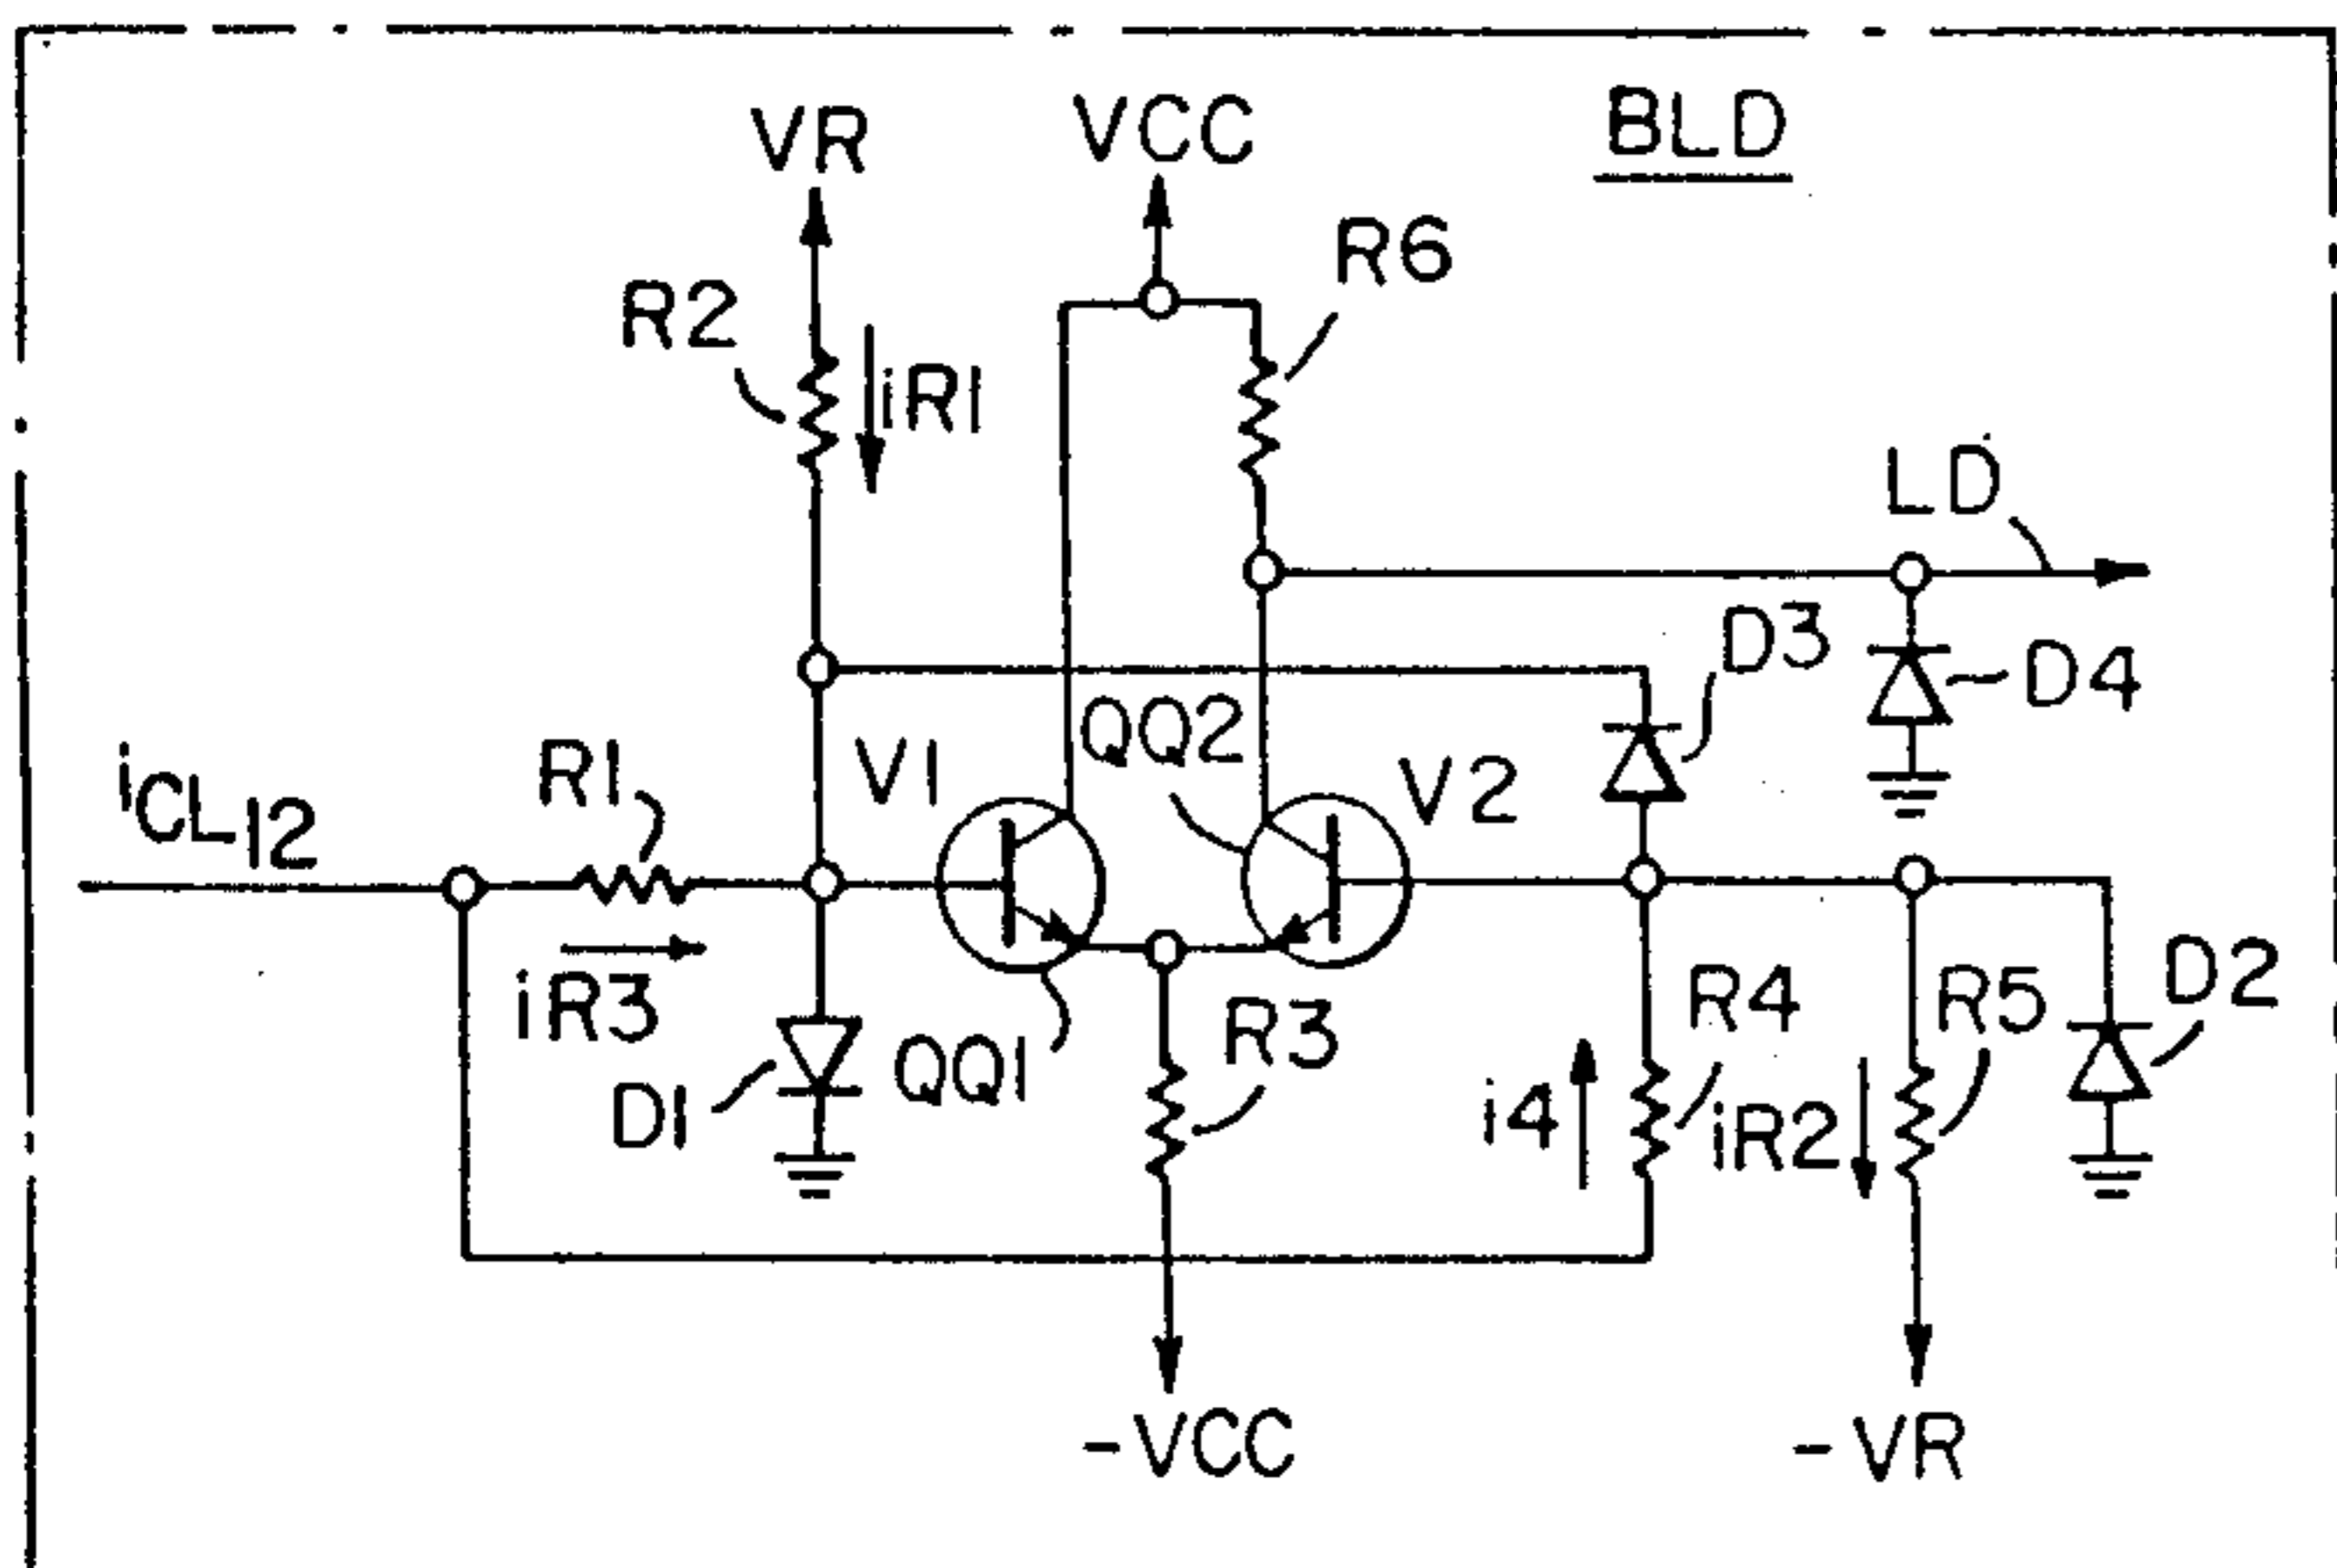 VR
VCC
BLD
R6
R2
iR1
LD
D3
D4
QQ2
V1
V2
R1
iCL12
D2
R4
R5
iR3
R3
QQ1
D1
i4
iR2
-VCC
-VR